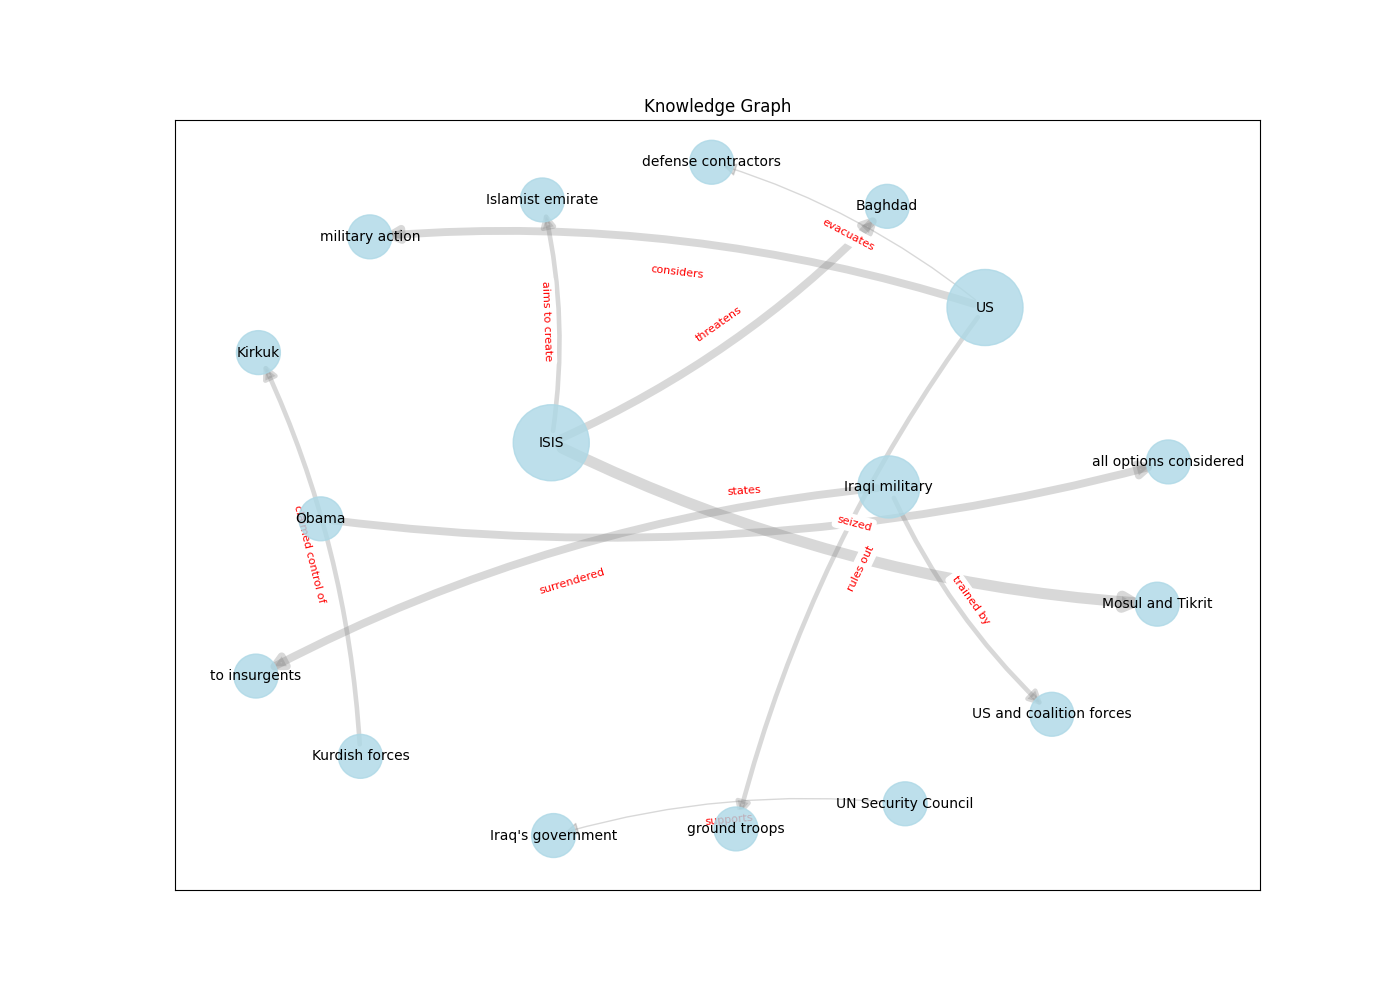 Knowledge Graph
defense contractors
Islamist emirate
Baghdad
military action
evacuates
considers
US
aims to create
threatens
Kirkuk
ISIS
all options considered
Iraqi military
states
Obama
seized
control of
rules out
surrendered
trained by
Mosul and Tikrit
to insurgents
US and coalition forces
Kurdish forces
UN Security Council
supports
ground troops
Iraq's government